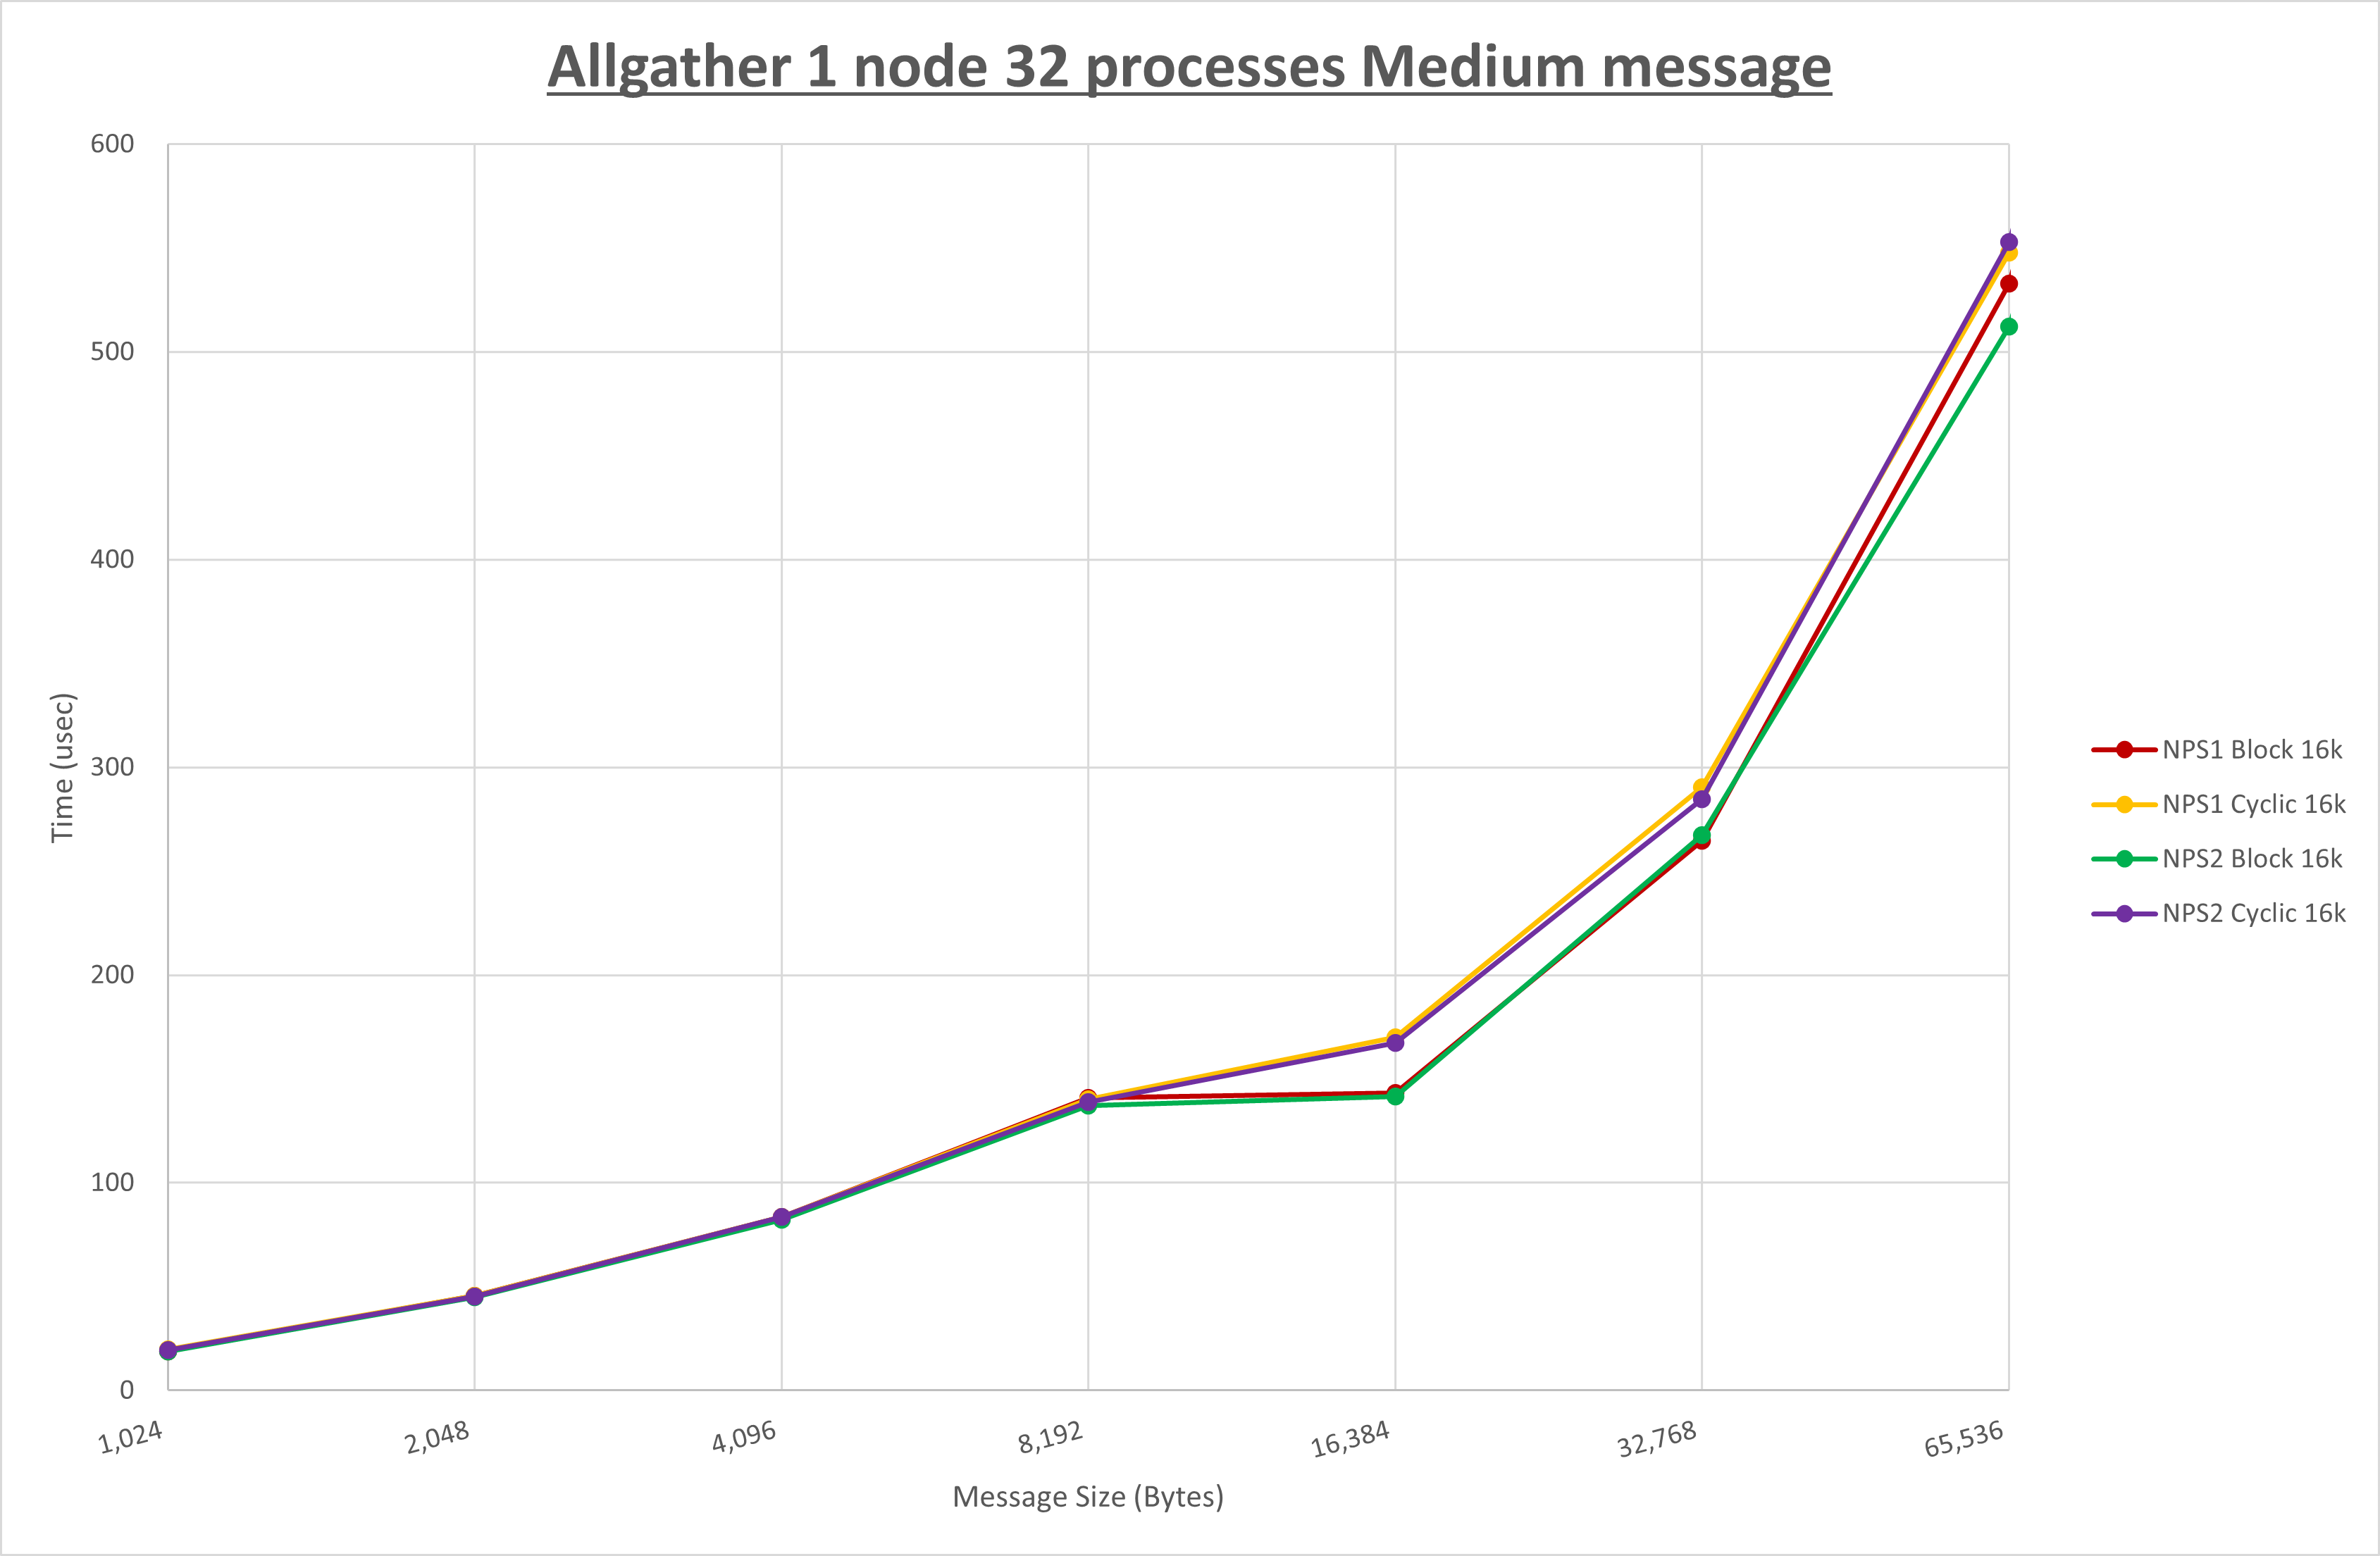 Allgather 1 node 32 processes Medium message
600
500
400
300
200
100
0
Time (usec)
1,024
2,048
4,096
8,192
16,384
32,768
65,536
Message Size (Bytes)
NPS1 Block 16k
NPS1 Cyclic 16k
NPS2 Block 16k
NPS2 Cyclic 16k